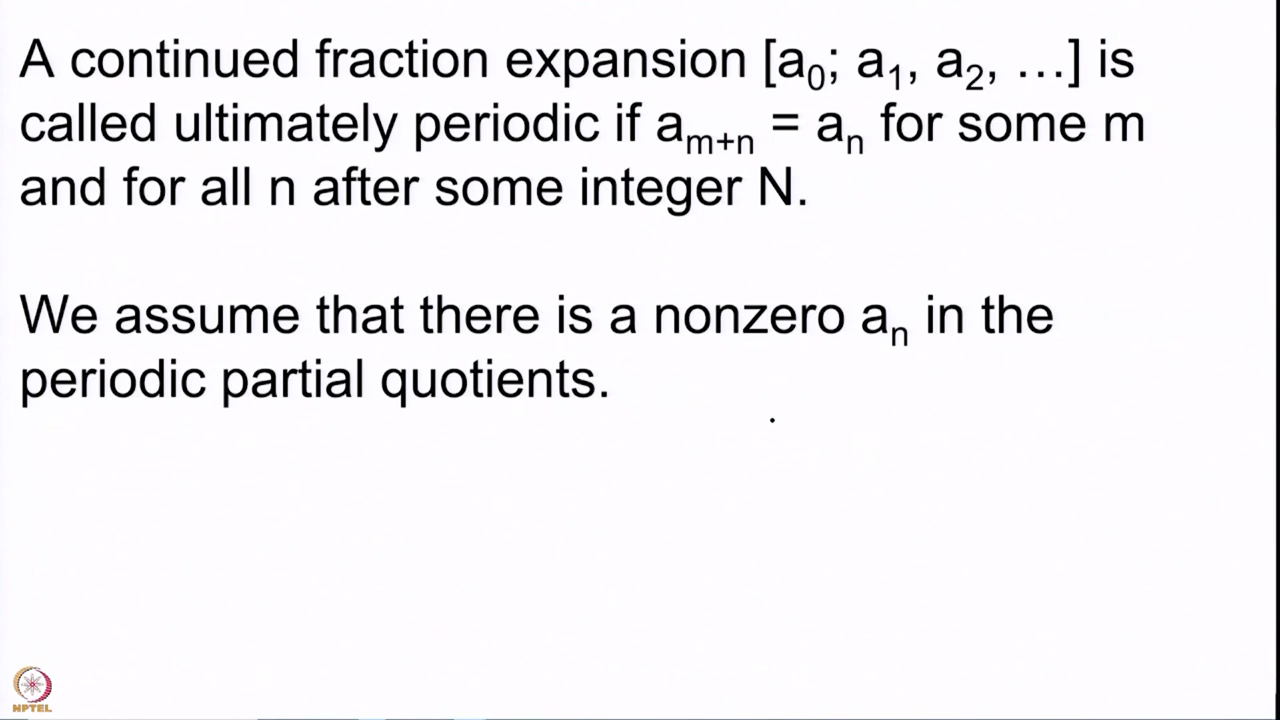 A continued fraction expansion [a₀; a₁, a₂, …] is
called ultimately periodic if aₘ₊ₙ = aₙ for some m
and for all n after some integer N.
We assume that there is a nonzero aₙ in the
periodic partial quotients.
NPTEL